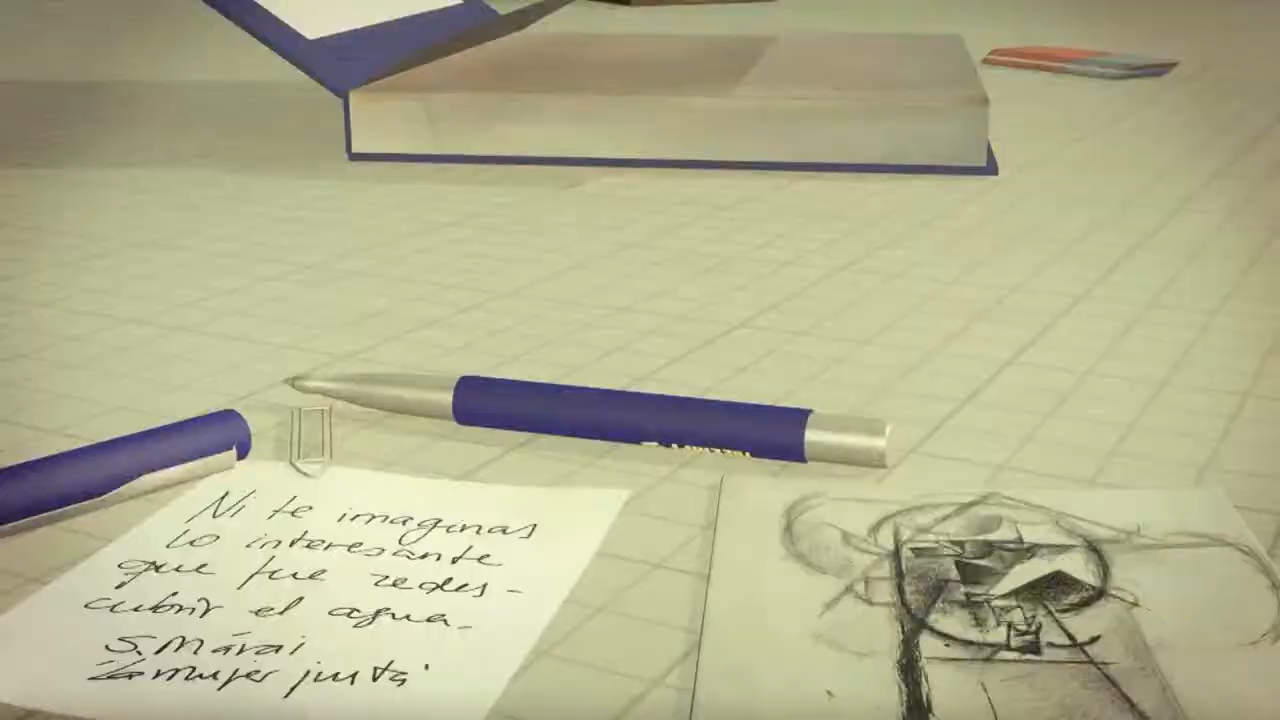 Ni te imaginas
lo interesante
que fue redes-
cubrir el agua.
S. Márai
"La mujer justa"